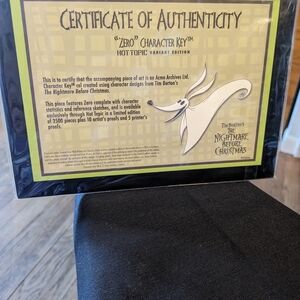 CERTIFICATE OF AUTHENTICITY
"ZERO" CHARACTER KEY™
HOT TOPIC VARIANT EDITION
This is to certify that the accompanying piece of art is an Acme Archives Ltd.
Character Key™ cel created using character designs from Tim Burton's
The Nightmare Before Christmas.
This piece features Zero complete with character
statistics and reference sketches, and is available
exclusively through Hot Topic in a limited edition
of 2500 pieces plus 10 artist's proofs and 5 printer's
proofs.
TIM BURTON'S
THE
NIGHTMARE
BEFORE
CHRISTMAS